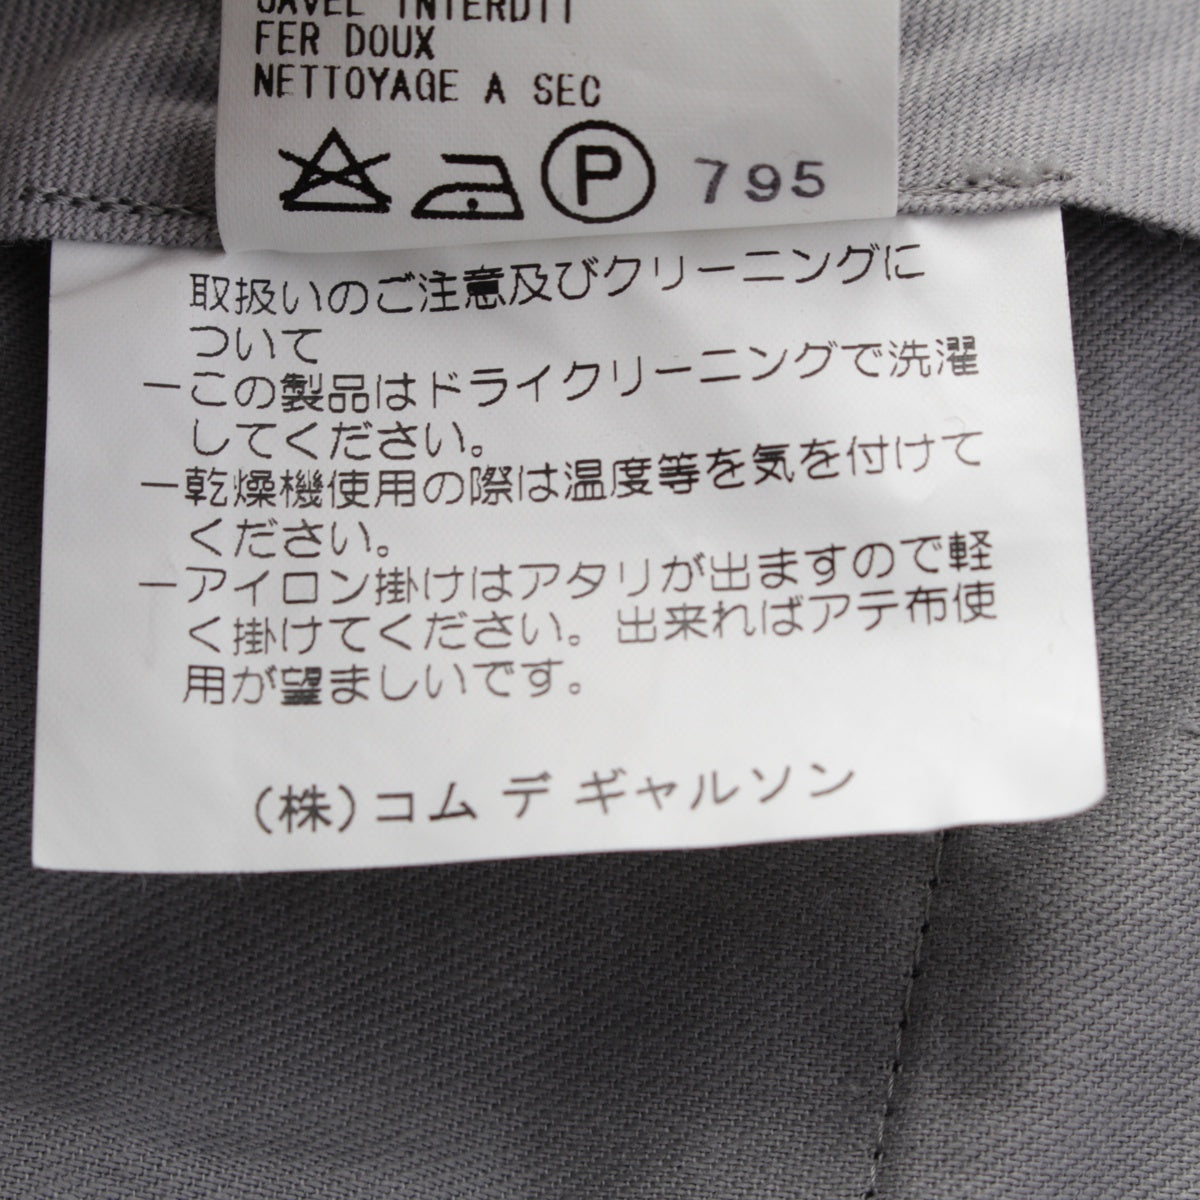 JAVEL INTERDIT
FER DOUX
NETTOYAGE A SEC
P 795
取扱いのご注意及びクリーニングに
ついて
ーこの製品はドライクリーニングで洗濯
してください。
ー乾燥機使用の際は温度等を気を付けて
ください。
ーアイロン掛けはアタリが出ますので軽
く掛けてください。出来ればアテ布使
用が望ましいです。
(株)コム デ ギャルソン